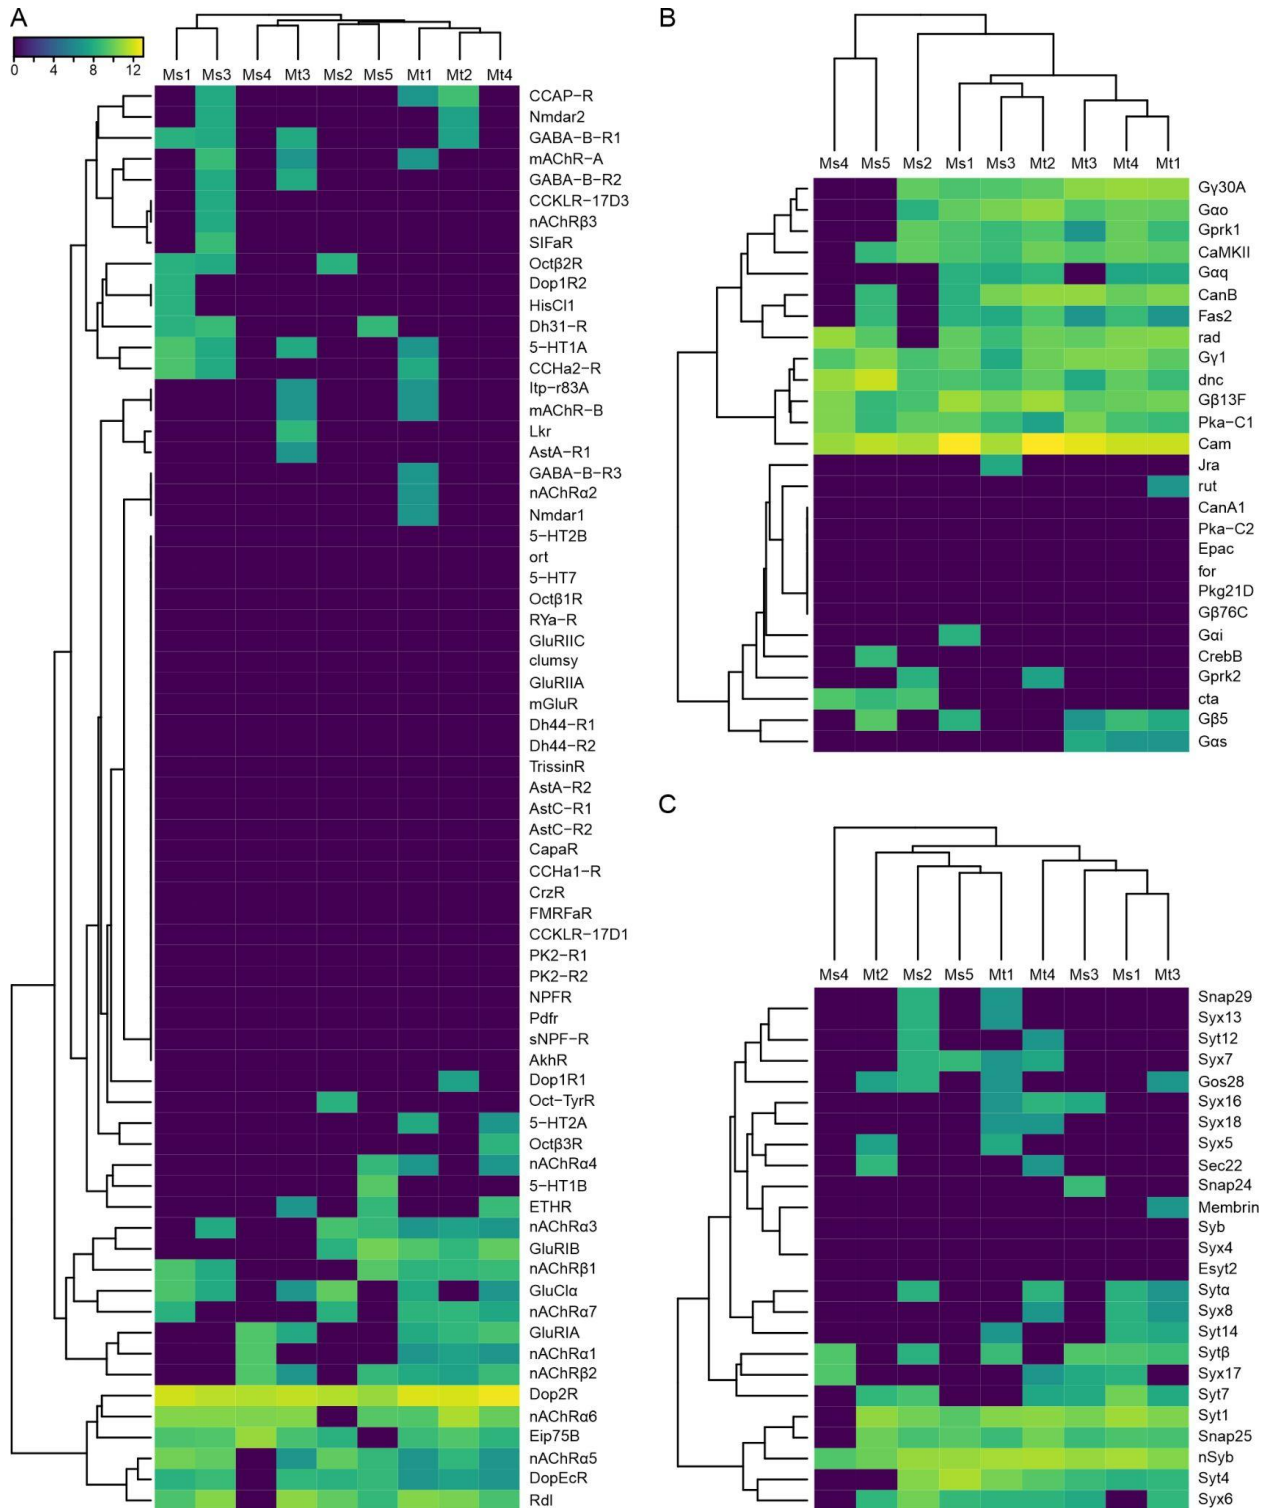 A
0 4 8 12
Ms1 Ms3 Ms4 Mt3 Ms2 Ms5 Mt1 Mt2 Mt4
CCAP-R
Nmdar2
GABA-B-R1
mAChR-A
GABA-B-R2
CCKLR-17D3
nAChRβ3
SIFaR
Octβ2R
Dop1R2
HisCl1
Dh31-R
5-HT1A
CCHa2-R
Itp-r83A
mAChR-B
Lkr
AstA-R1
GABA-B-R3
nAChRα2
Nmdar1
5-HT2B
ort
5-HT7
Octβ1R
RYa-R
GluRIIC
clumsy
GluRIIA
mGluR
Dh44-R1
Dh44-R2
TrissinR
AstA-R2
AstC-R1
AstC-R2
CapaR
CCHa1-R
CrzR
FMRFaR
CCKLR-17D1
PK2-R1
PK2-R2
NPFR
Pdfr
sNPF-R
AkhR
Dop1R1
Oct-TyrR
5-HT2A
Octβ3R
nAChRα4
5-HT1B
ETHR
nAChRα3
GluRIB
nAChRβ1
GluClα
nAChRα7
GluRIA
nAChRα1
nAChRβ2
Dop2R
nAChRα6
Eip75B
nAChRα5
DopEcR
Rdl
B
Ms4 Ms5 Ms2 Ms1 Ms3 Mt2 Mt3 Mt4 Mt1
Gγ30A
Gαo
Gprk1
CaMKII
Gαq
CanB
Fas2
rad
Gγ1
dnc
Gβ13F
Pka-C1
Cam
Jra
rut
CanA1
Pka-C2
Epac
for
Pkg21D
Gβ76C
Gαi
CrebB
Gprk2
cta
Gβ5
Gαs
C
Ms4 Mt2 Ms2 Ms5 Mt1 Mt4 Ms3 Ms1 Mt3
Snap29
Syx13
Syt12
Syx7
Gos28
Syx16
Syx18
Syx5
Sec22
Snap24
Membrin
Syb
Syx4
Esyt2
Sytα
Syx8
Syt14
Sytβ
Syx17
Syt7
Syt1
Snap25
nSyb
Syt4
Syx6